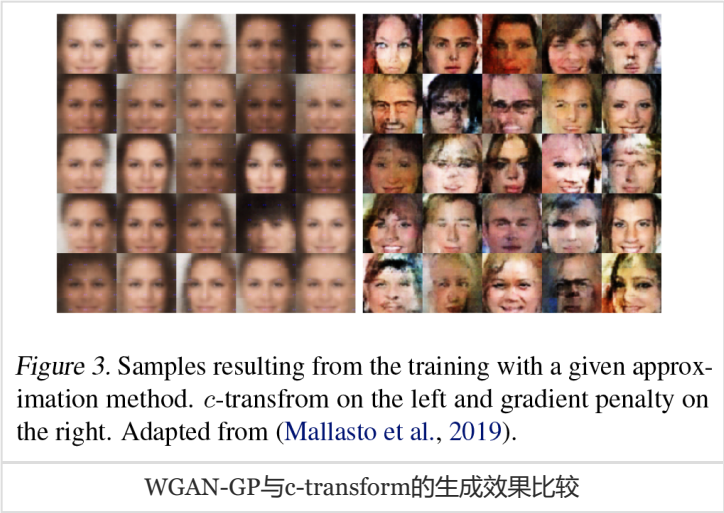 Figure 3. Samples resulting from the training with a given approx-
imation method. c-transfrom on the left and gradient penalty on
the right. Adapted from (Mallasto et al., 2019).
WGAN-GP与c-transform的生成效果比较